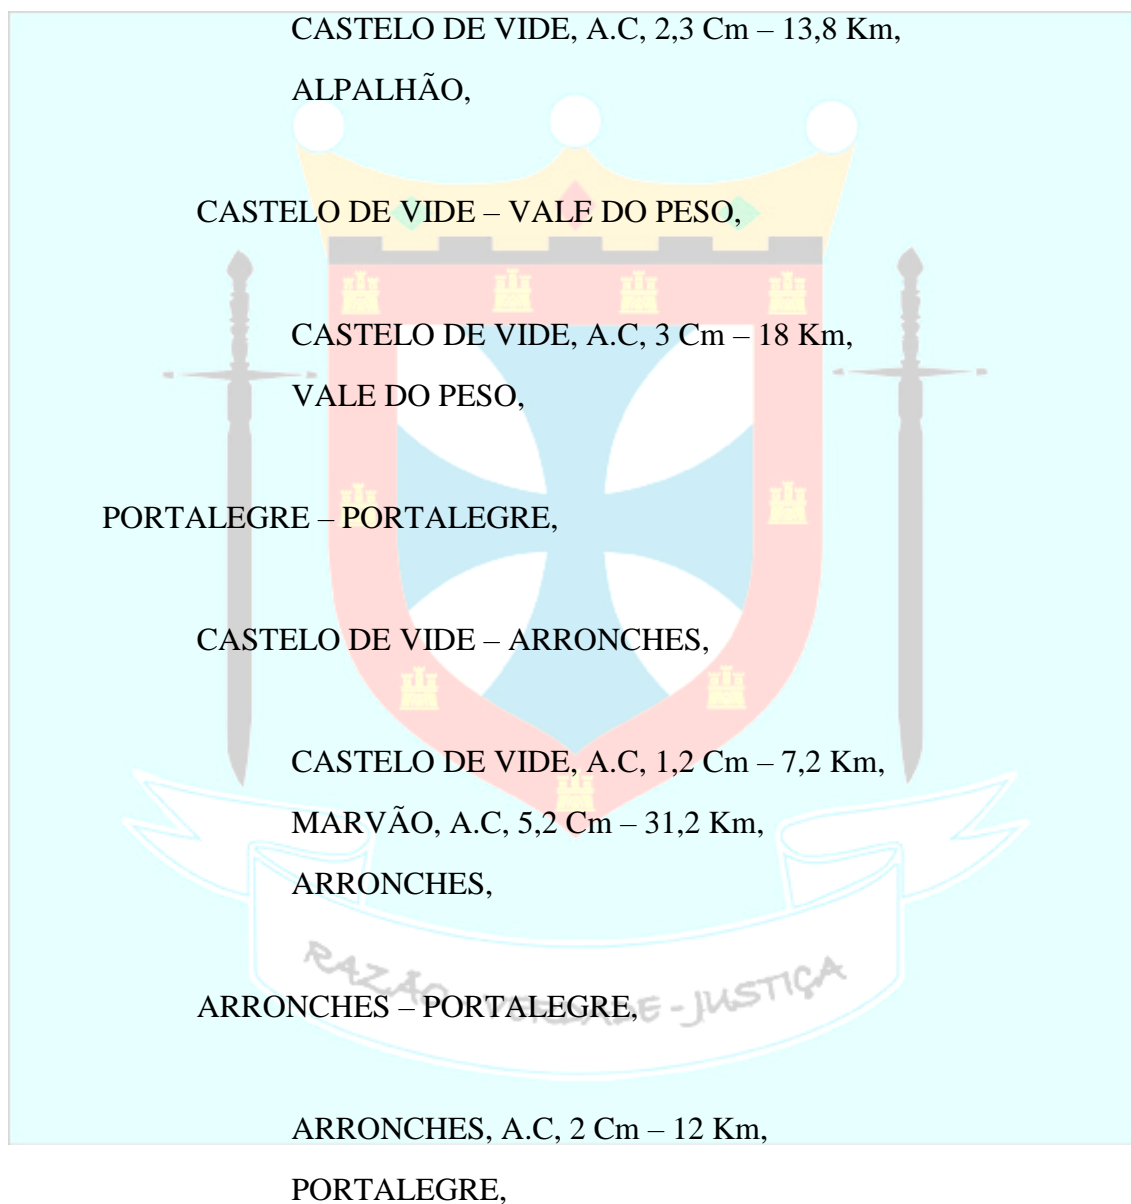 CASTELO DE VIDE, A.C, 2,3 Cm – 13,8 Km,
ALPALHÃO,
CASTELO DE VIDE – VALE DO PESO,
CASTELO DE VIDE, A.C, 3 Cm – 18 Km,
VALE DO PESO,
PORTALEGRE – PORTALEGRE,
CASTELO DE VIDE – ARRONCHES,
CASTELO DE VIDE, A.C, 1,2 Cm – 7,2 Km,
MARVÃO, A.C, 5,2 Cm – 31,2 Km,
ARRONCHES,
RAZÃO - VERDADE - JUSTIÇA
ARRONCHES – PORTALEGRE,
ARRONCHES, A.C, 2 Cm – 12 Km,
PORTALEGRE,